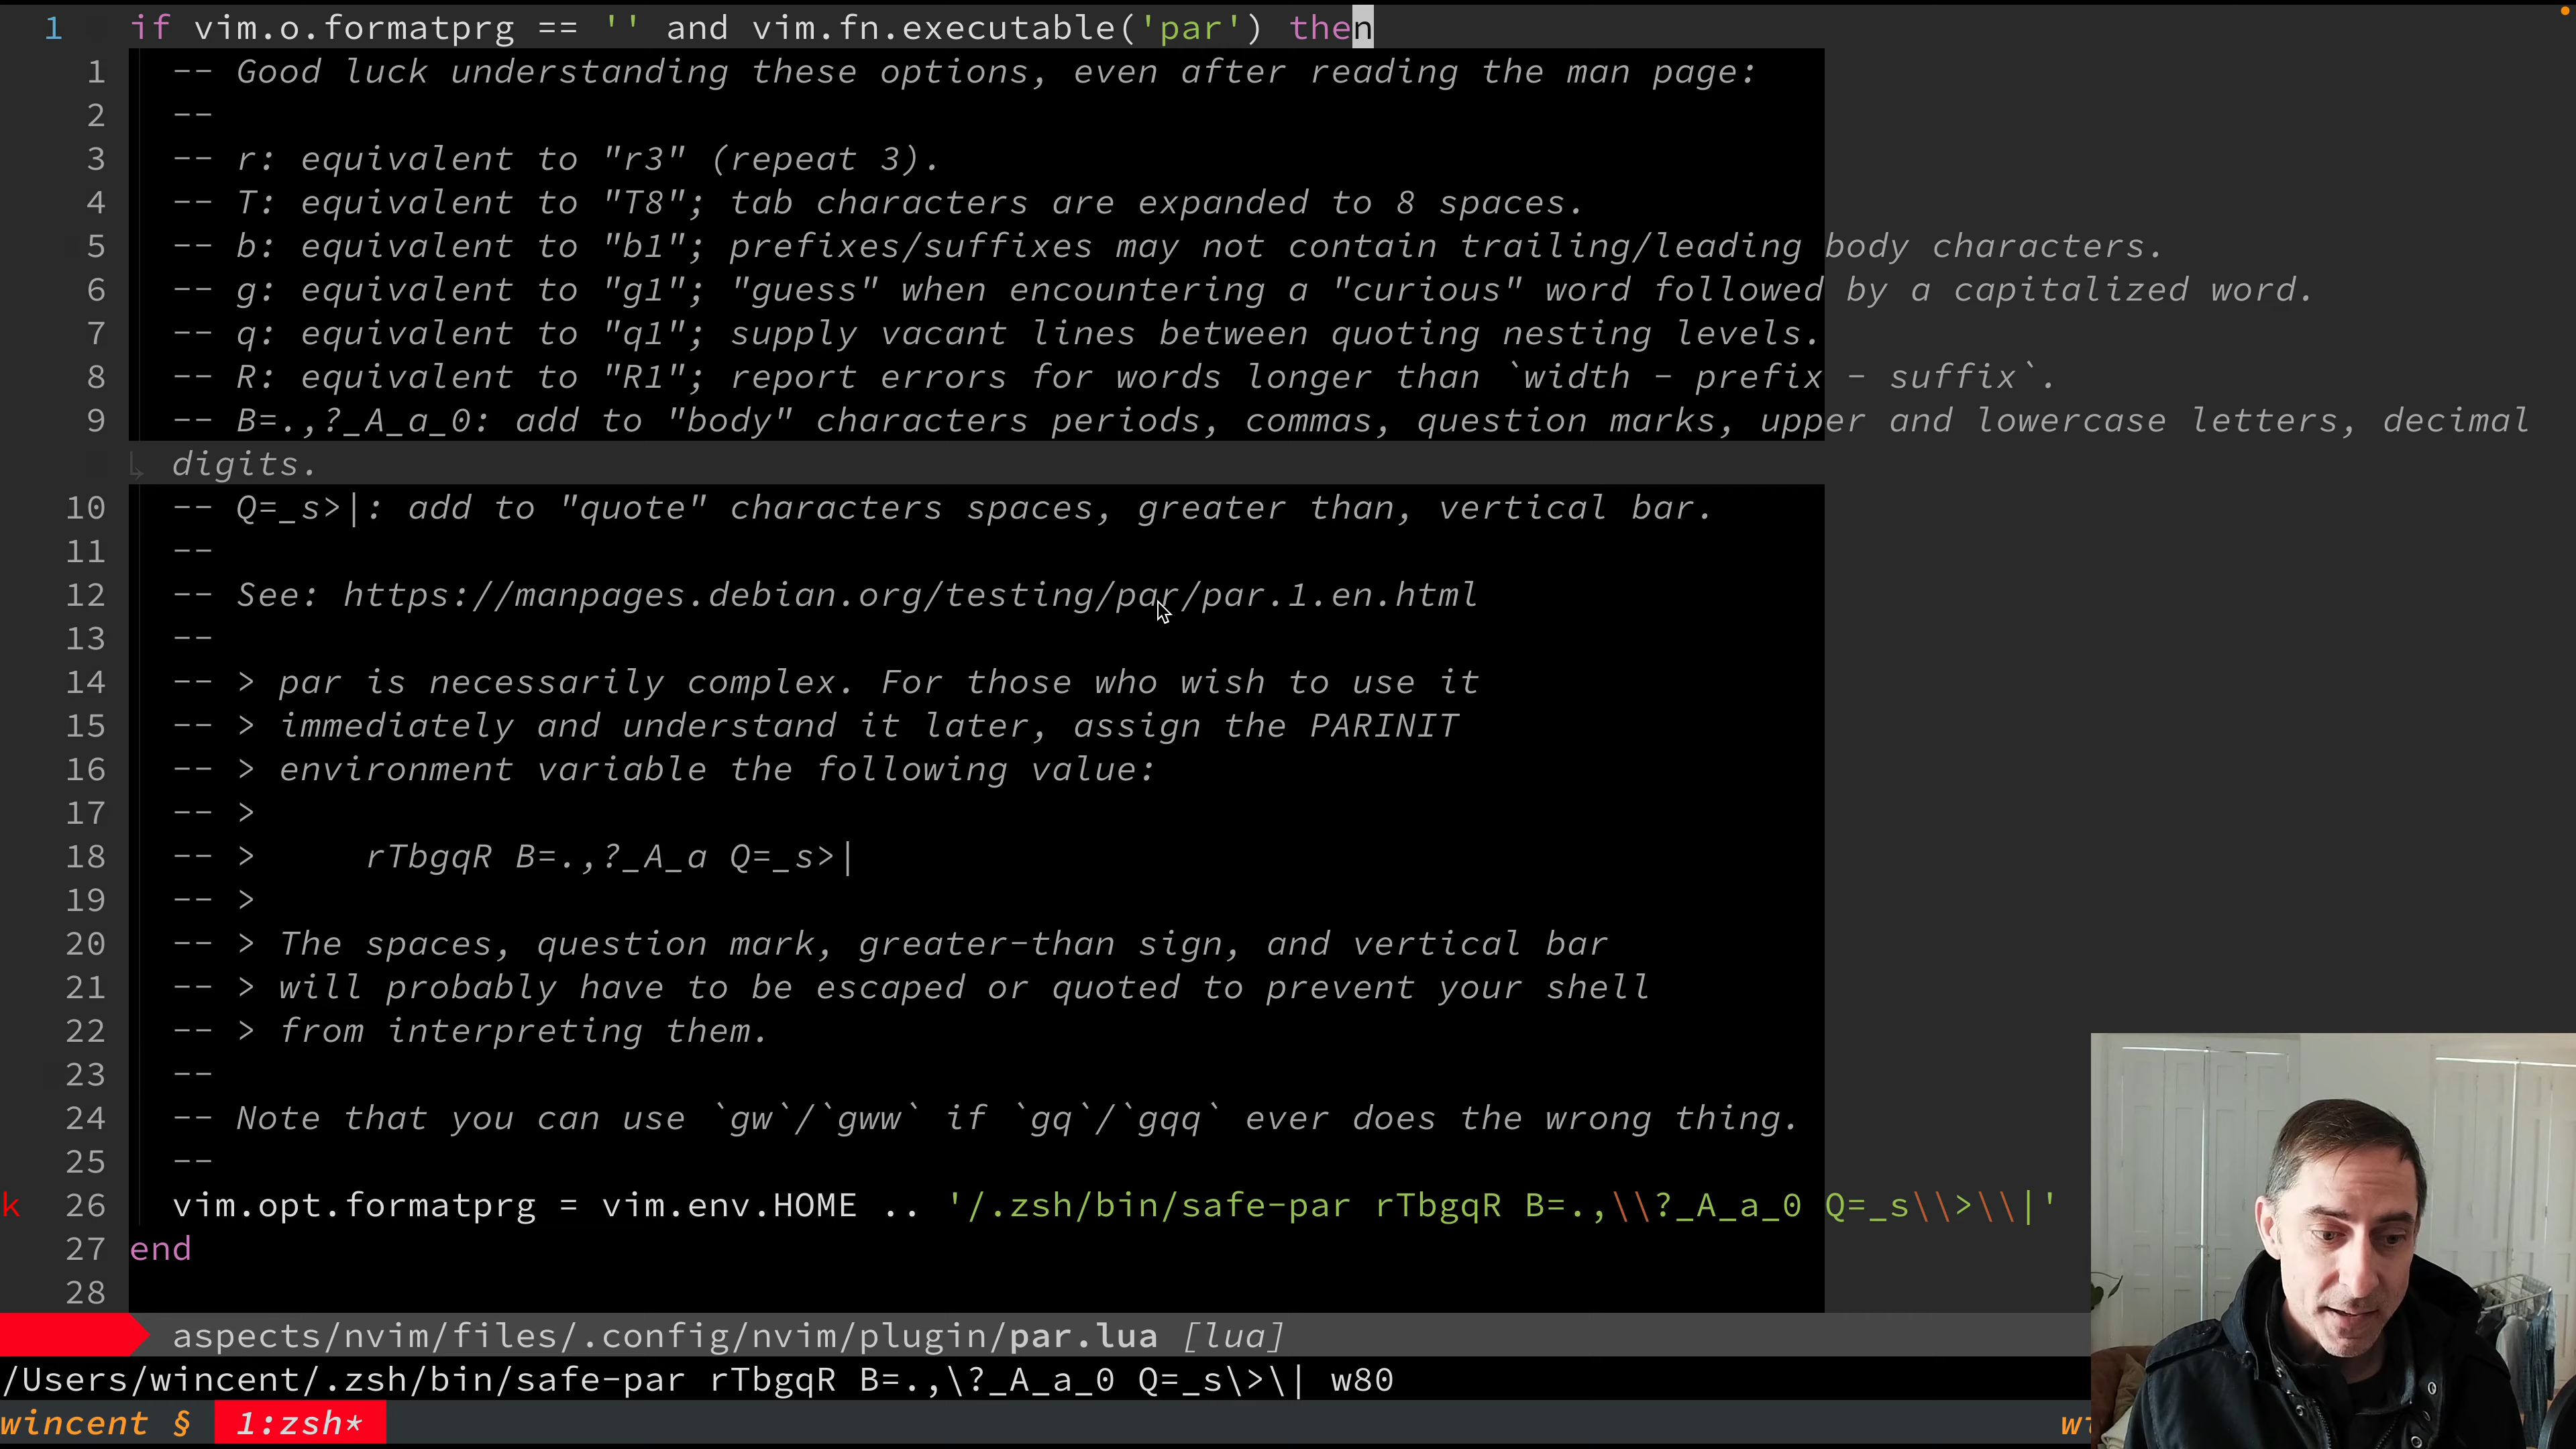 1 if vim.o.formatprg == '' and vim.fn.executable('par') then
1 -- Good luck understanding these options, even after reading the man page:
2 --
3 -- r: equivalent to "r3" (repeat 3).
4 -- T: equivalent to "T8"; tab characters are expanded to 8 spaces.
5 -- b: equivalent to "b1"; prefixes/suffixes may not contain trailing/leading body characters.
6 -- g: equivalent to "g1"; "guess" when encountering a "curious" word followed by a capitalized word.
7 -- q: equivalent to "q1"; supply vacant lines between quoting nesting levels.
8 -- R: equivalent to "R1"; report errors for words longer than `width - prefix - suffix`.
9 -- B=.,?_A_a_0: add to "body" characters periods, commas, question marks, upper and lowercase letters, decimal
↳ digits.
10 -- Q=_s>|: add to "quote" characters spaces, greater than, vertical bar.
11 --
12 -- See: https://manpages.debian.org/testing/par/par.1.en.html
13 --
14 -- > par is necessarily complex. For those who wish to use it
15 -- > immediately and understand it later, assign the PARINIT
16 -- > environment variable the following value:
17 -- >
18 -- >     rTbgqR B=.,?_A_a Q=_s>|
19 -- >
20 -- > The spaces, question mark, greater-than sign, and vertical bar
21 -- > will probably have to be escaped or quoted to prevent your shell
22 -- > from interpreting them.
23 --
24 -- Note that you can use `gw`/`gww` if `gq`/`gqq` ever does the wrong thing.
25 --
k 26 vim.opt.formatprg = vim.env.HOME .. '/.zsh/bin/safe-par rTbgqR B=.,\\?_A_a_0 Q=_s\\>\\|'
27 end
28
aspects/nvim/files/.config/nvim/plugin/par.lua [lua]
/Users/wincent/.zsh/bin/safe-par rTbgqR B=.,\?_A_a_0 Q=_s\>\| w80
wincent § 1:zsh*